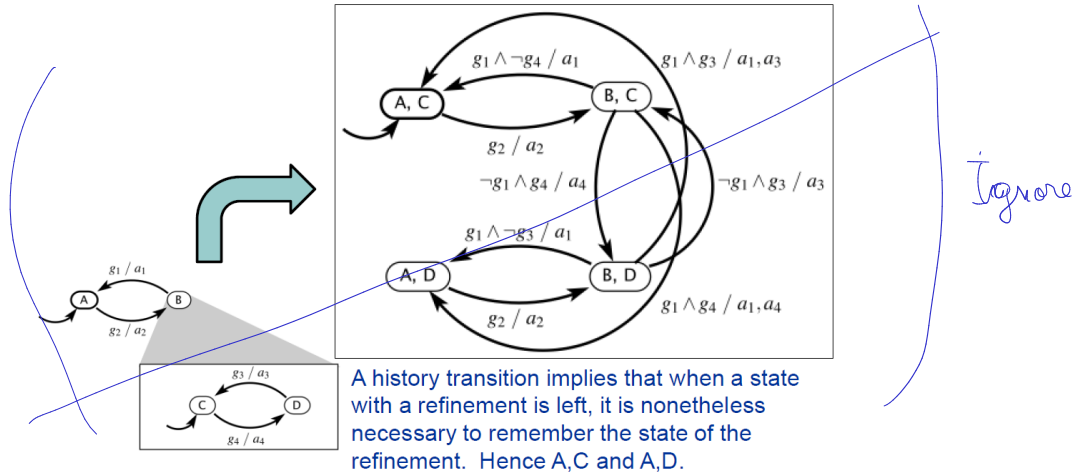 g1 ∧ ¬g4 / a1
g1 ∧ g3 / a1, a3
A, C
B, C
g2 / a2
¬g1 ∧ g4 / a4
¬g1 ∧ g3 / a3
Ignore
g1 ∧ ¬g3 / a1
A, D
B, D
g2 / a2
g1 ∧ g4 / a1, a4
g1 / a1
A
B
g2 / a2
g3 / a3
C
D
g4 / a4
A history transition implies that when a state
with a refinement is left, it is nonetheless
necessary to remember the state of the
refinement. Hence A,C and A,D.